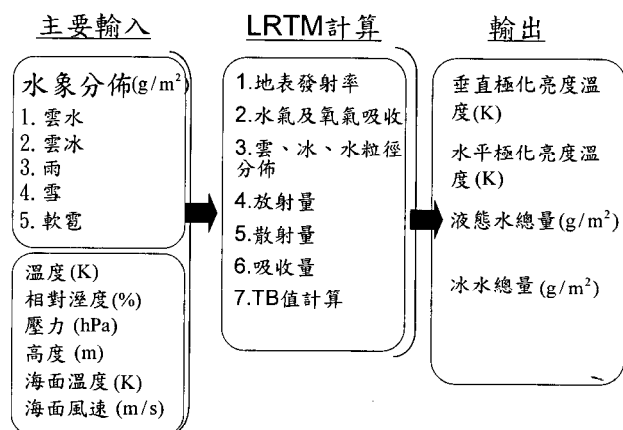 主要輸入
水象分佈(g/m²)
1. 雲水
2. 雲冰
3. 雨
4. 雪
5. 軟雹
溫度(K)
相對溼度(%)
壓力 (hPa)
高度 (m)
海面溫度(K)
海面風速(m/s)
LRTM計算
1.地表發射率
2.水氣及氧氣吸收
3.雲、冰、水粒徑
分佈
4.放射量
5.散射量
6.吸收量
7.TB值計算
輸出
垂直極化亮度溫
度(K)
水平極化亮度溫
度(K)
液態水總量(g/m²)
冰水總量(g/m²)